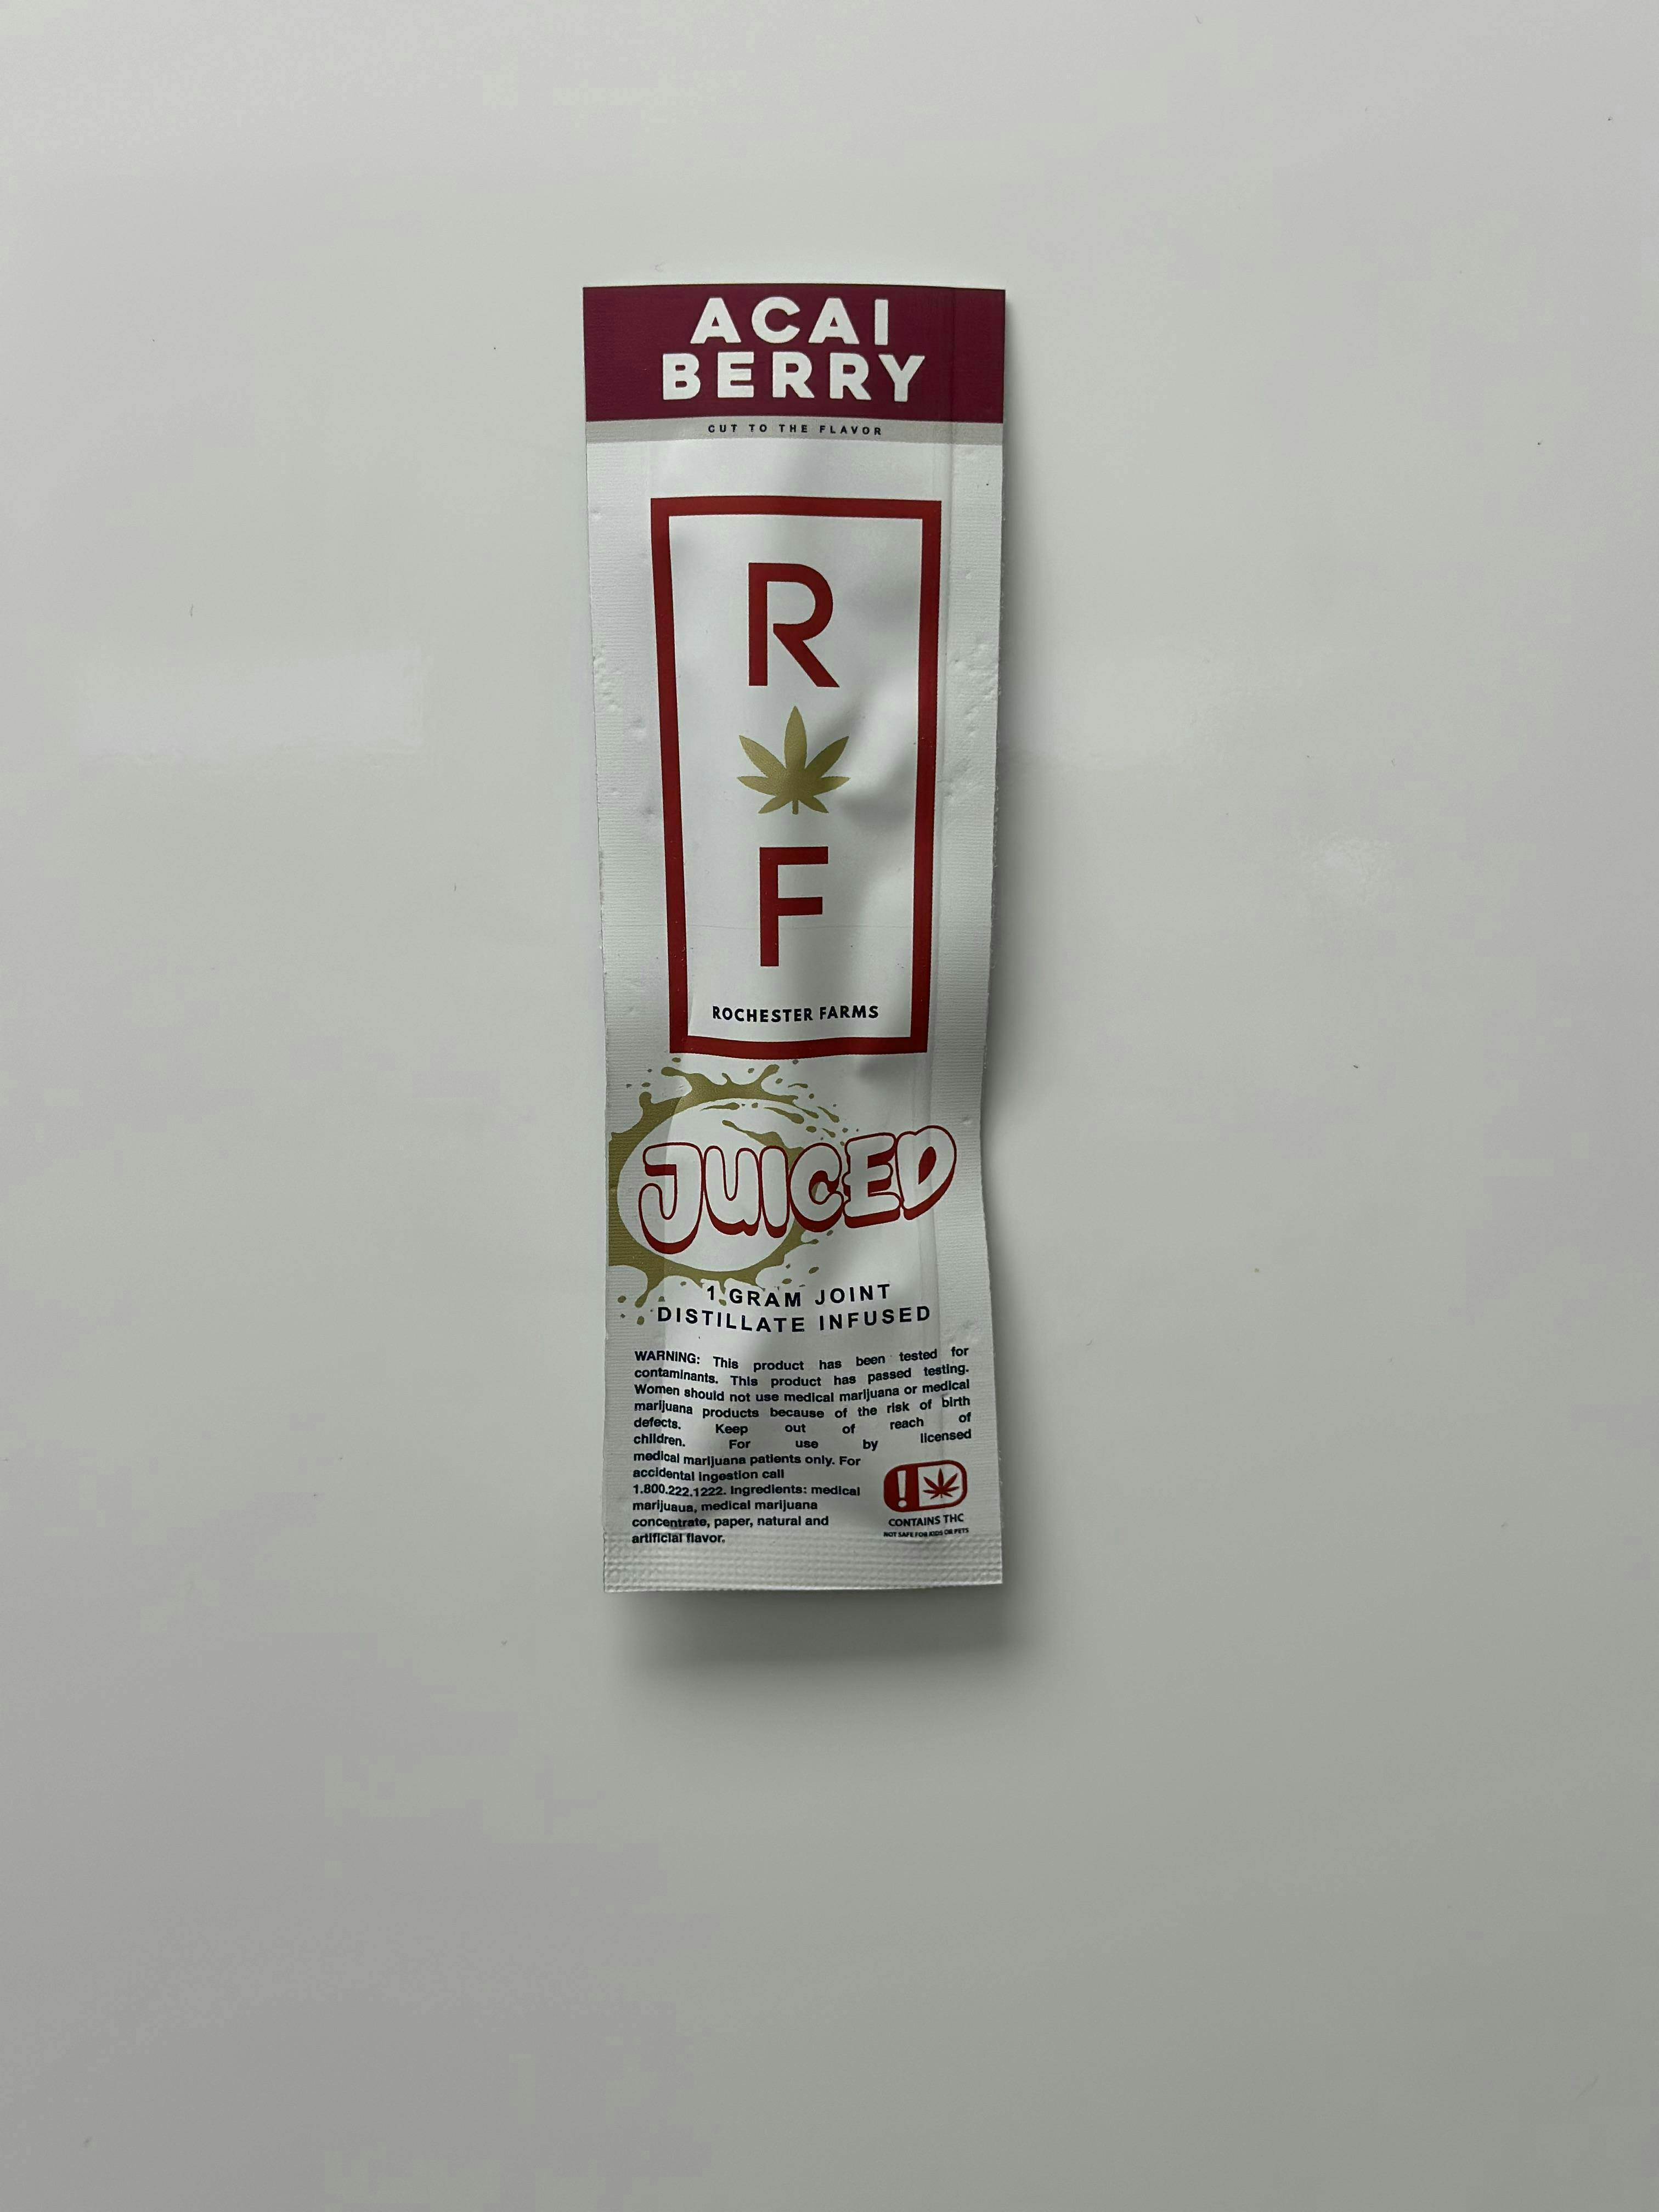 ACAI
BERRY
CUT TO THE FLAVOR
R
F
ROCHESTER FARMS
JUICED
1 GRAM JOINT
DISTILLATE INFUSED
WARNING: This product has been tested for
contaminants. This product has passed testing.
Women should not use medical marijuana or medical
marijuana products because of the risk of birth
defects. Keep out of reach of
children. For use by licensed
medical marijuana patients only. For
accidental ingestion call
1.800.222.1222. Ingredients: medical
marijuaua, medical marijuana
concentrate, paper, natural and
artificial flavor.
!
CONTAINS THC
NOT SAFE FOR KIDS OR PETS